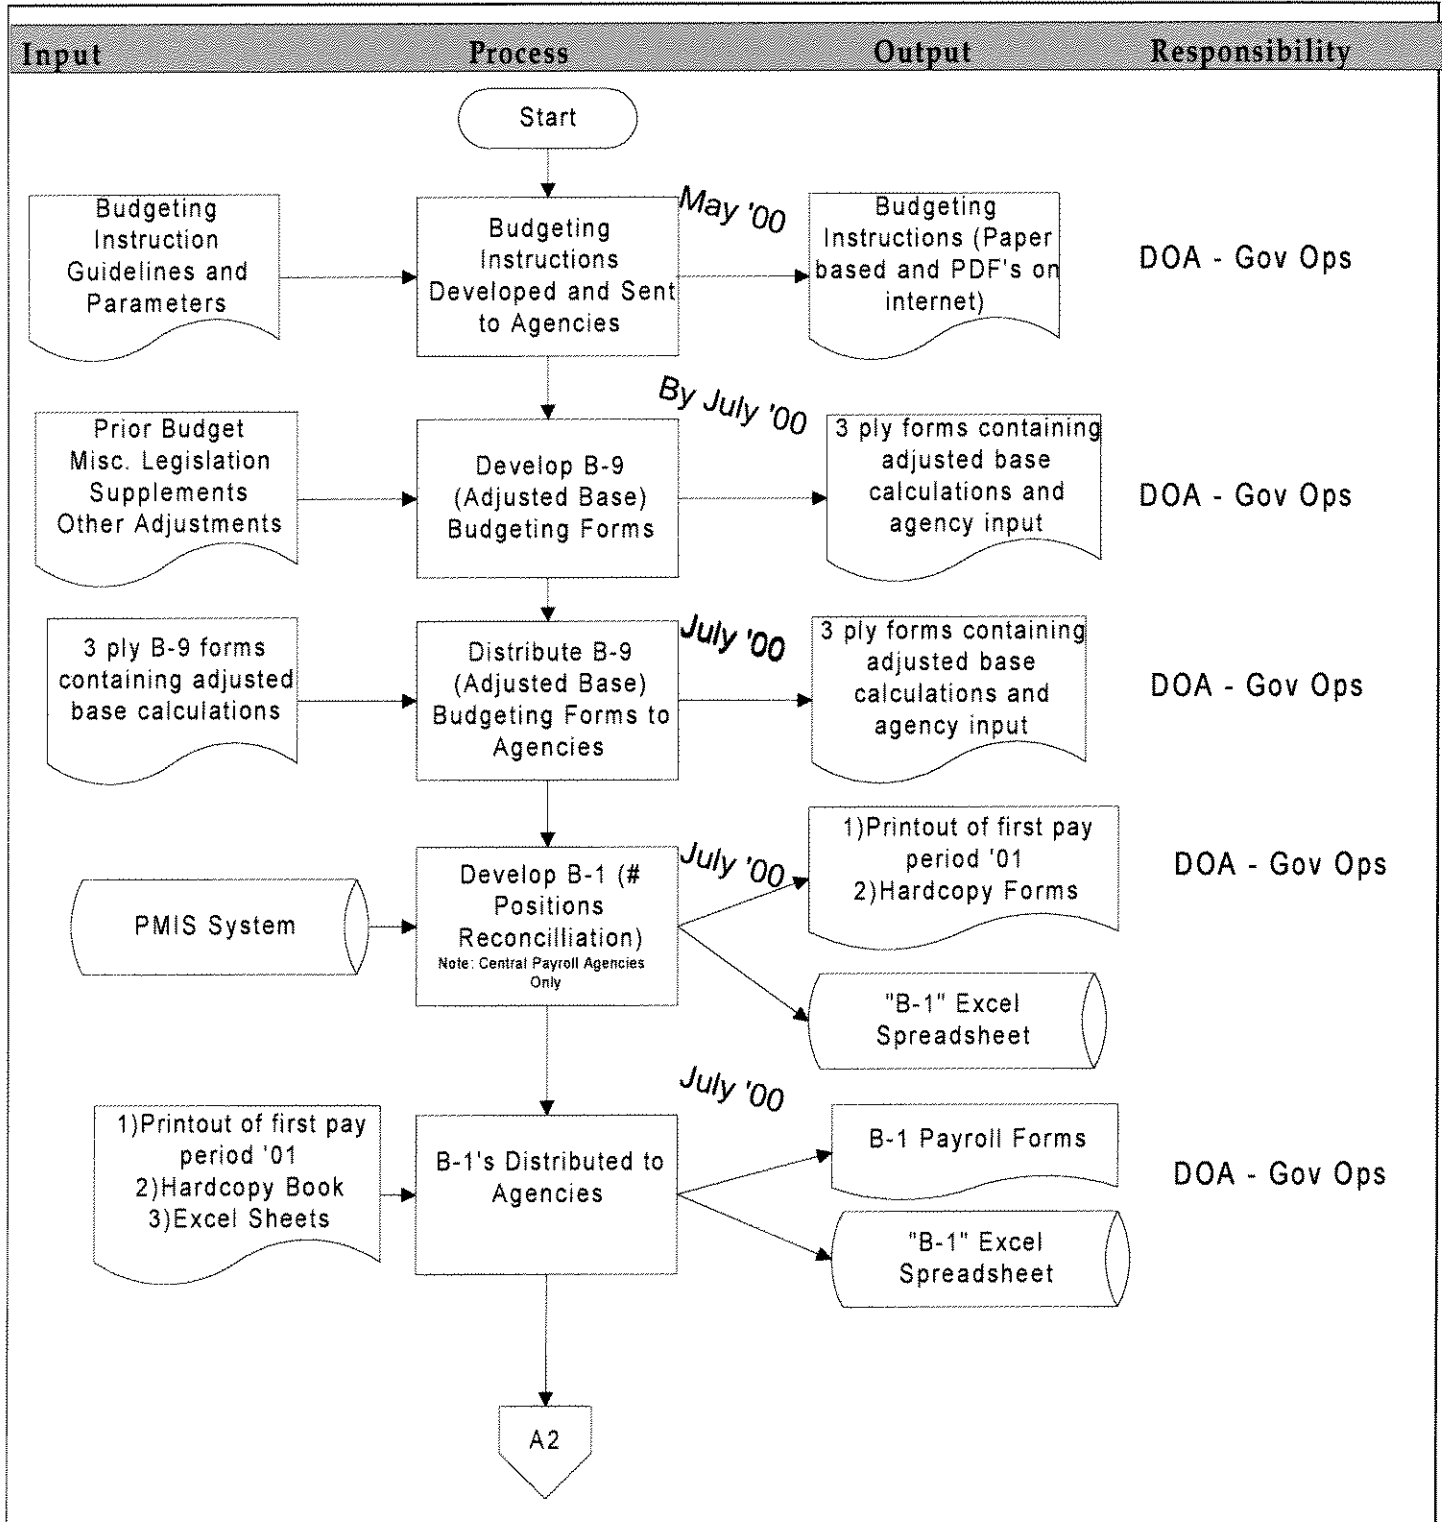 Input Process Output Responsibility
Start
Budgeting
Instruction
Guidelines and
Parameters
Budgeting
Instructions
Developed and Sent
to Agencies
May '00
Budgeting
Instructions (Paper
based and PDF's on
internet)
DOA - Gov Ops
Prior Budget
Misc. Legislation
Supplements
Other Adjustments
Develop B-9
(Adjusted Base)
Budgeting Forms
By July '00
3 ply forms containing
adjusted base
calculations and
agency input
DOA - Gov Ops
3 ply B-9 forms
containing adjusted
base calculations
Distribute B-9
(Adjusted Base)
Budgeting Forms to
Agencies
July '00
3 ply forms containing
adjusted base
calculations and
agency input
DOA - Gov Ops
PMIS System
Develop B-1 (#
Positions
Reconcilliation)
Note: Central Payroll Agencies
Only
July '00
1)Printout of first pay
period '01
2)Hardcopy Forms
"B-1" Excel
Spreadsheet
DOA - Gov Ops
1)Printout of first pay
period '01
2)Hardcopy Book
3)Excel Sheets
B-1's Distributed to
Agencies
July '00
B-1 Payroll Forms
"B-1" Excel
Spreadsheet
DOA - Gov Ops
A2